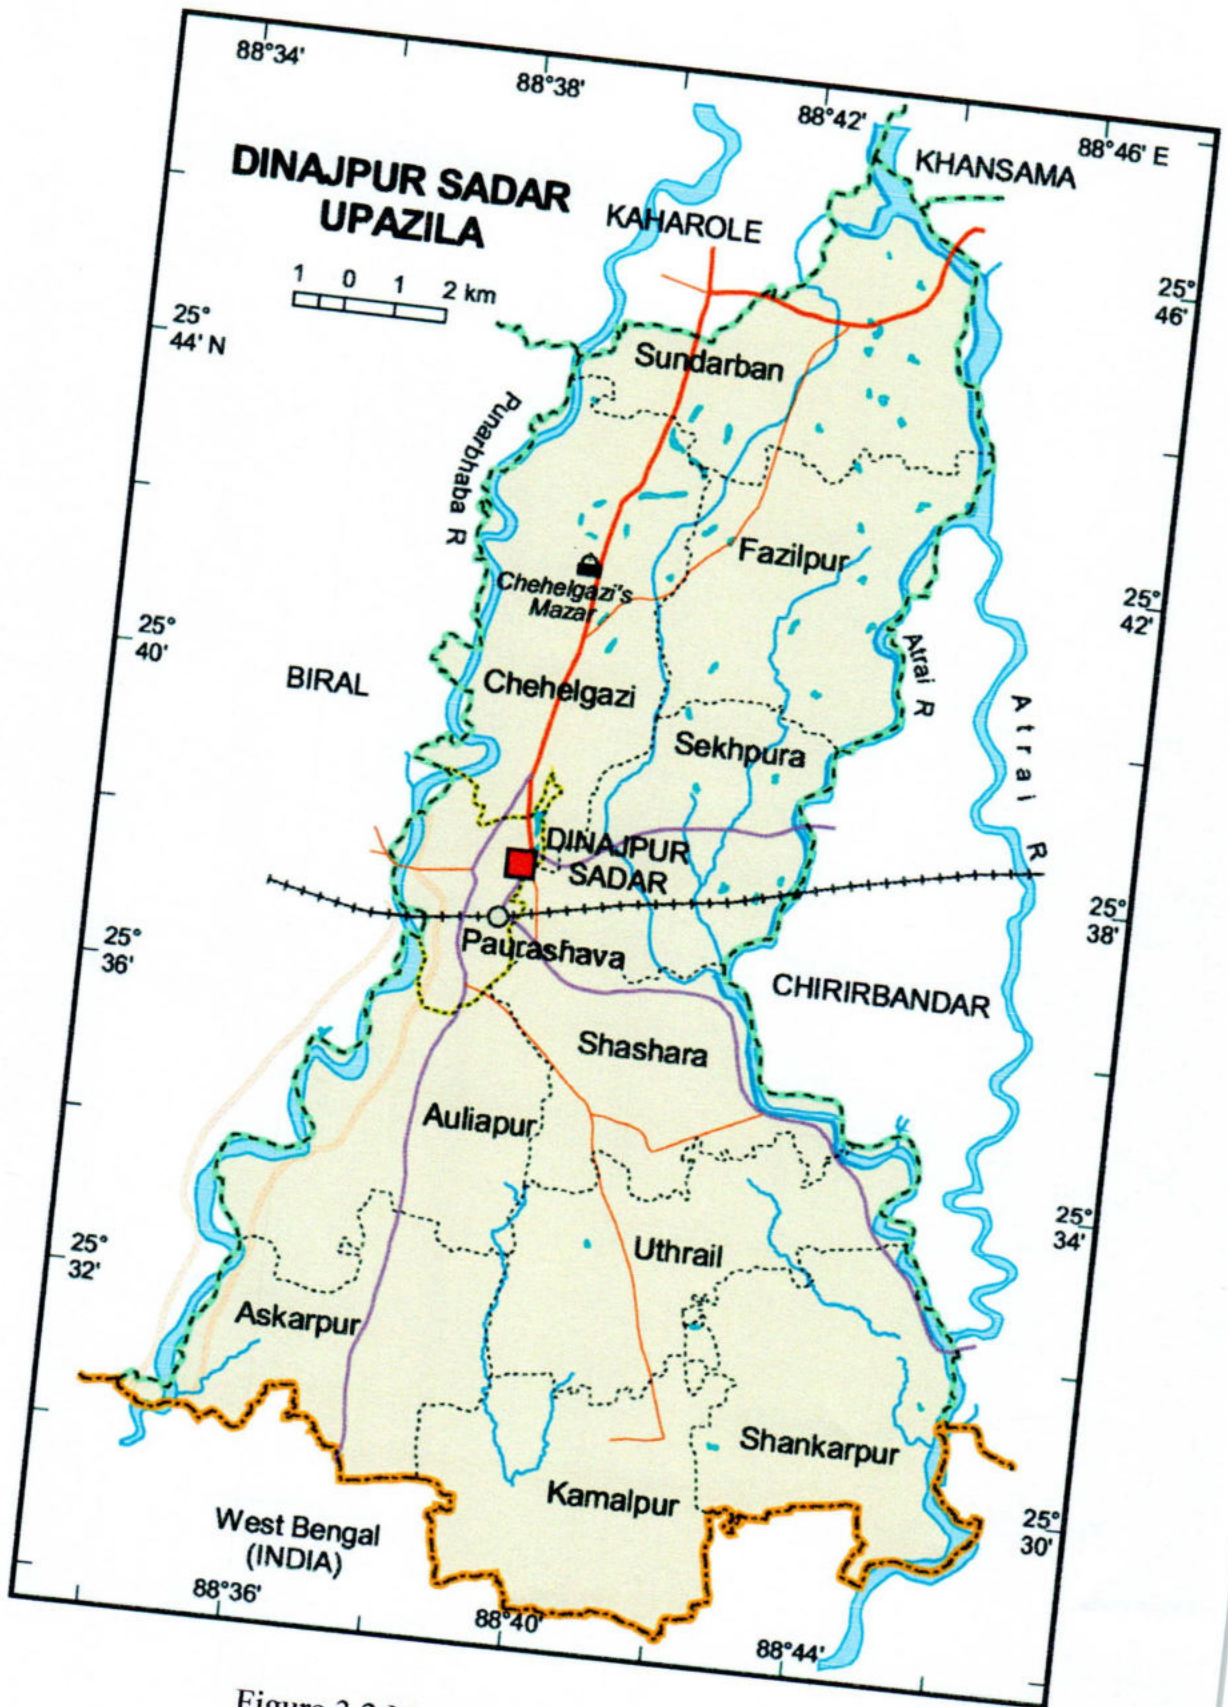 88°34'
88°38'
88°42'
88°46' E
DINAJPUR SADAR
UPAZILA
KAHAROLE
KHANSAMA
1 0 1 2 km
25°
44' N
25°
46'
Sundarban
Punarbhaba R
Fazilpur
Chehelgazi's
Mazar
25°
42'
25°
40'
BIRAL
Chehelgazi
Atrai R
Atrai R
Sekhpura
DINAJPUR
SADAR
25°
38'
25°
36'
Paurashava
CHIRIRBANDAR
Shashara
Auliapur
25°
34'
25°
32'
Uthrail
Askarpur
Shankarpur
Kamalpur
West Bengal
(INDIA)
25°
30'
88°36'
88°40'
88°44'
Figure 3.2